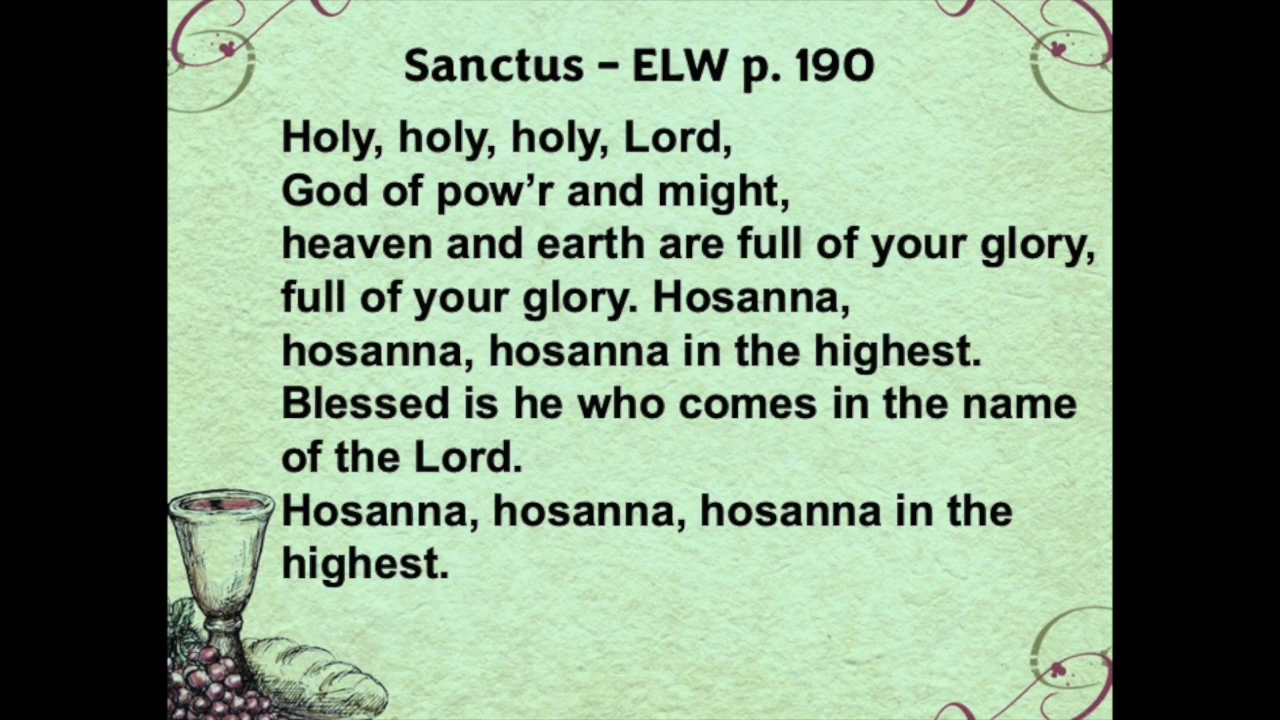 Sanctus – ELW p. 190
Holy, holy, holy, Lord,
God of pow’r and might,
heaven and earth are full of your glory,
full of your glory. Hosanna,
hosanna, hosanna in the highest.
Blessed is he who comes in the name
of the Lord.
Hosanna, hosanna, hosanna in the
highest.